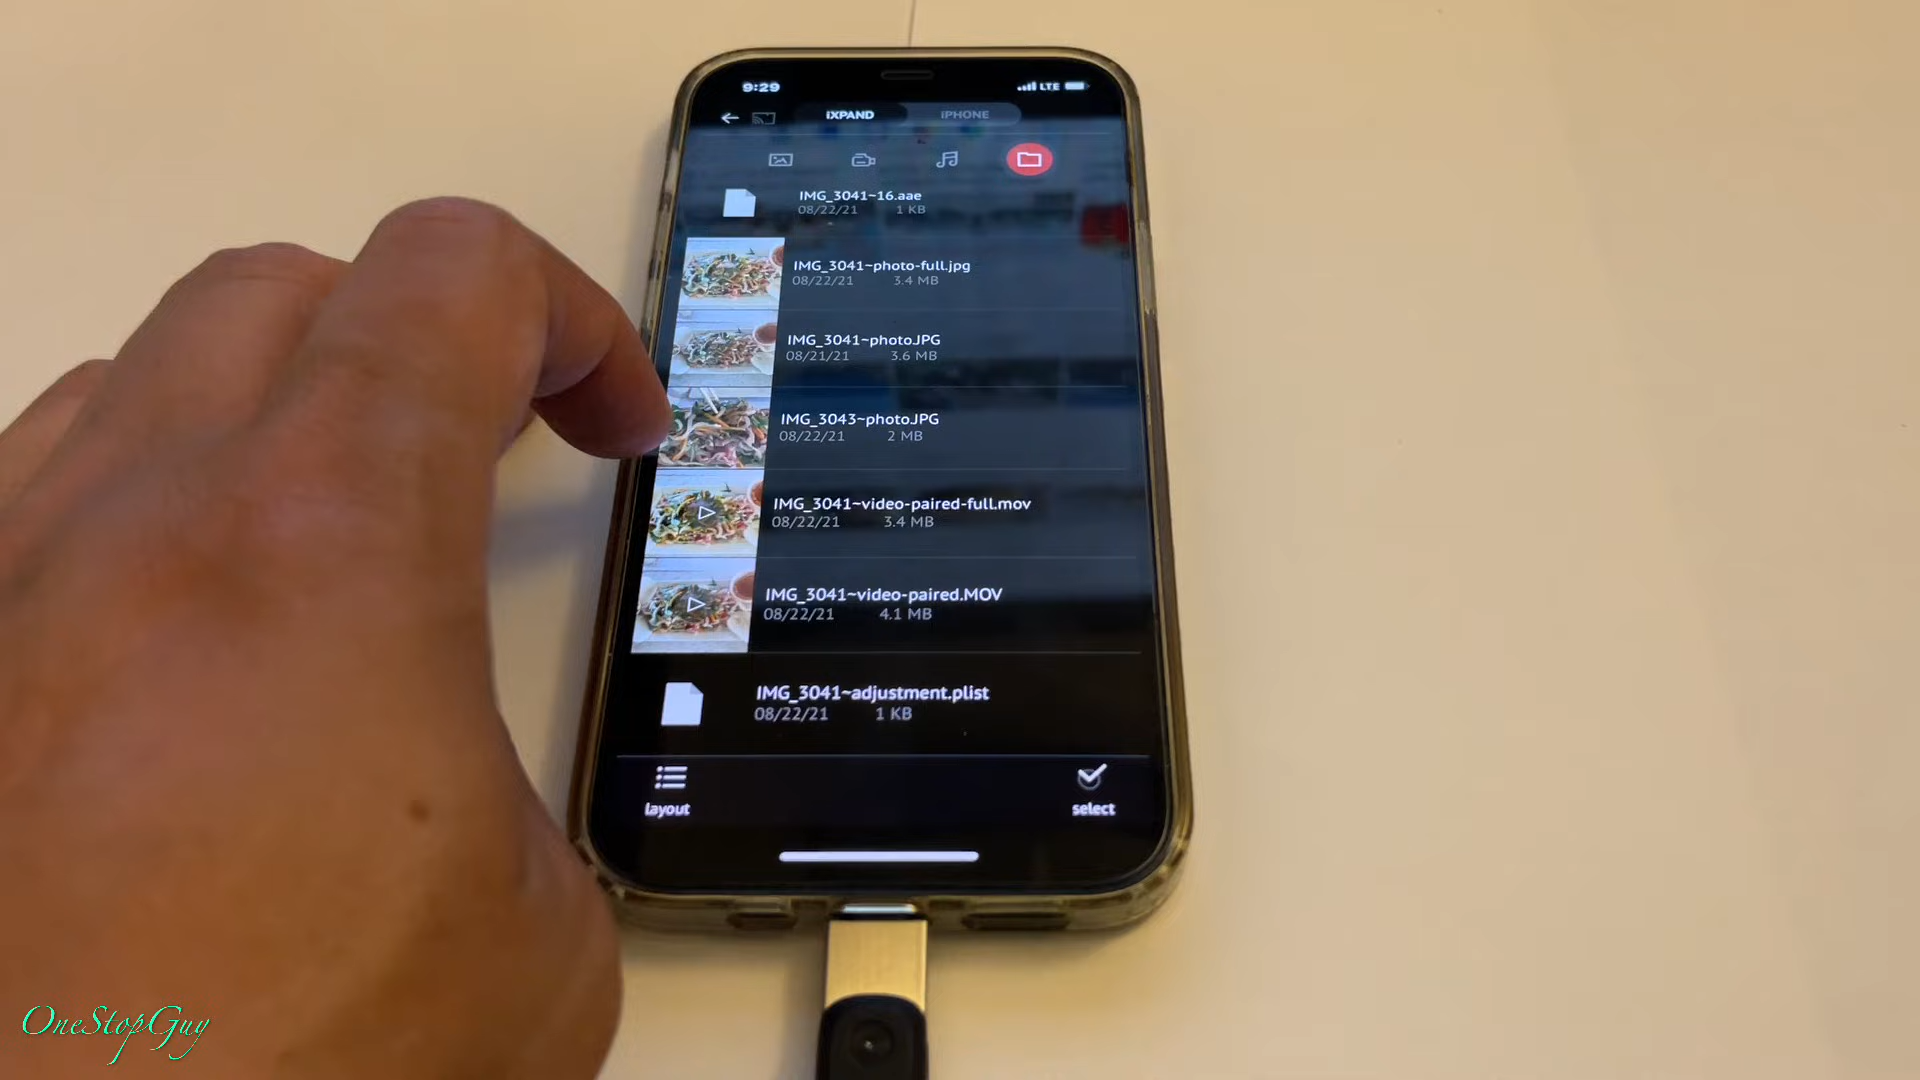 9:29
LTE
iXPAND
iPHONE
IMG_3041~16.aae
08/22/21 1 KB
IMG_3041~photo-full.jpg
08/22/21 3.4 MB
IMG_3041~photo.JPG
08/21/21 3.6 MB
IMG_3043~photo.JPG
08/22/21 2 MB
IMG_3041~video-paired-full.mov
08/22/21 3.4 MB
IMG_3041~video-paired.MOV
08/22/21 4.1 MB
IMG_3041~adjustment.plist
08/22/21 1 KB
layout
select
OneStopGuy